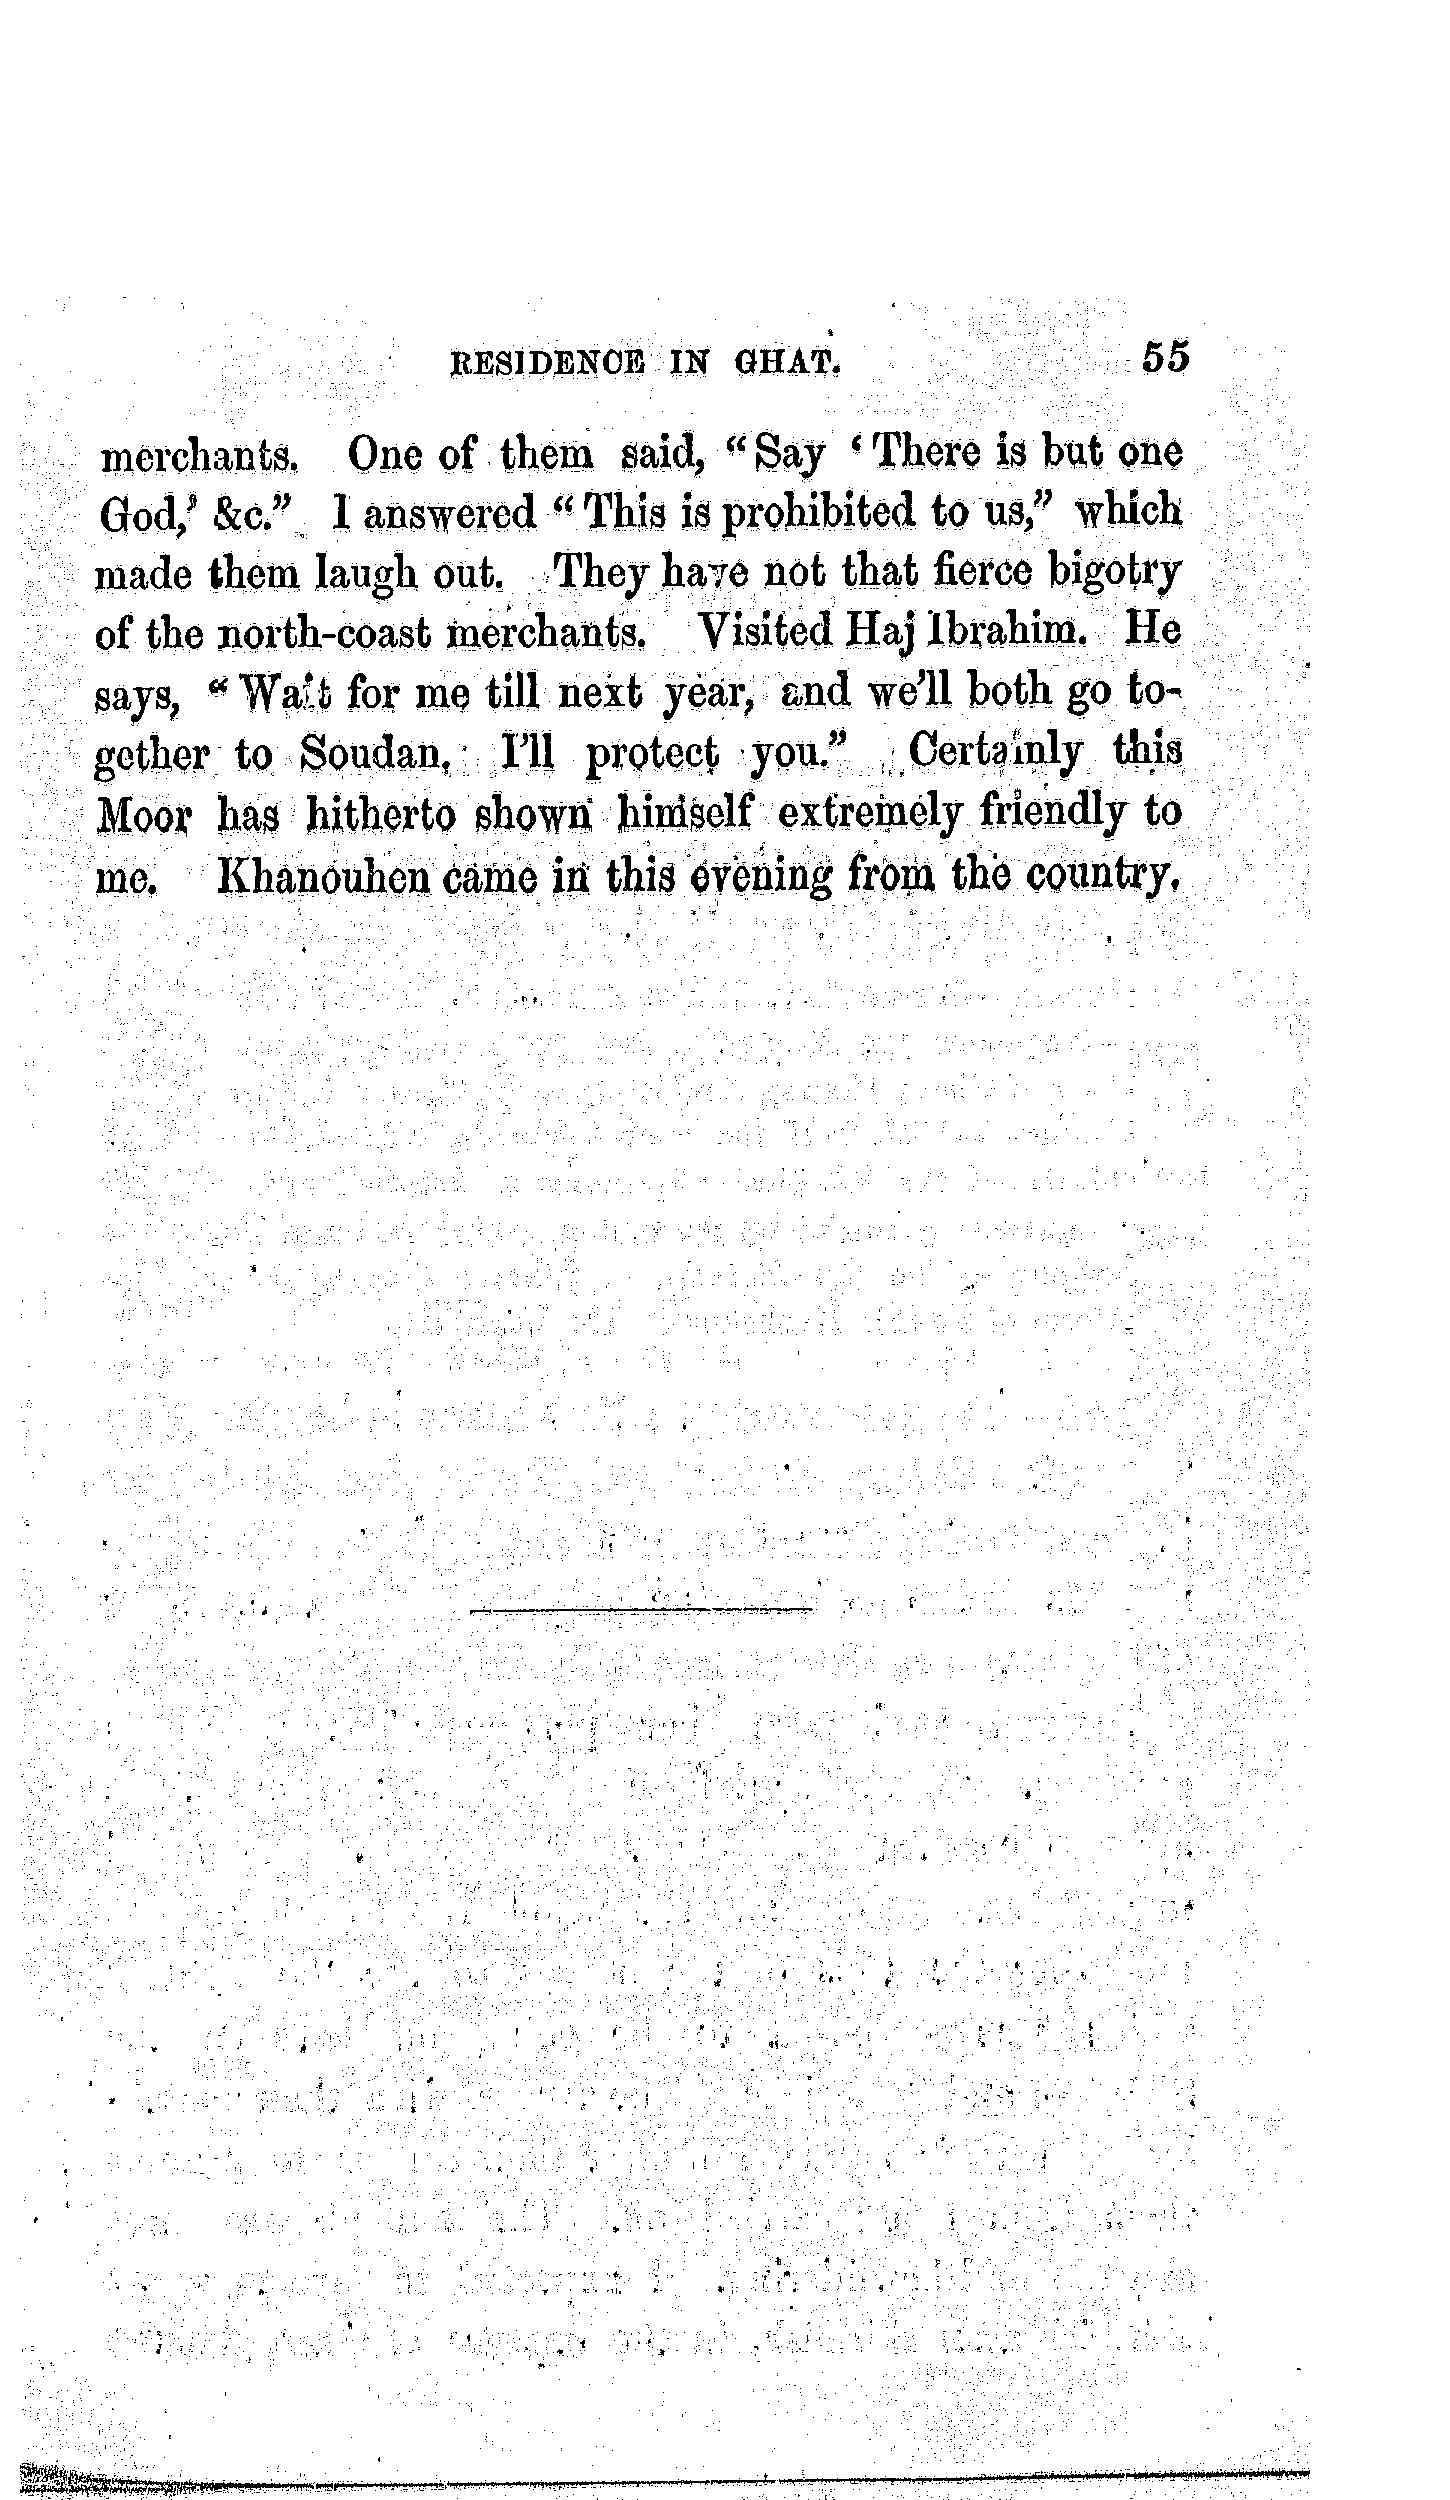 RESIDENCE IN GHAT. 55
merchants. One of them said, “Say ‘There is but one
God,’ &c.” I answered “This is prohibited to us,” which
made them laugh out. They have not that fierce bigotry
of the north-coast merchants. Visited Haj Ibrahim. He
says, “Wait for me till next year, and we’ll both go to-
gether to Soudan. I’ll protect you.” Certainly this
Moor has hitherto shown himself extremely friendly to
me. Khanouhen came in this evening from the country.